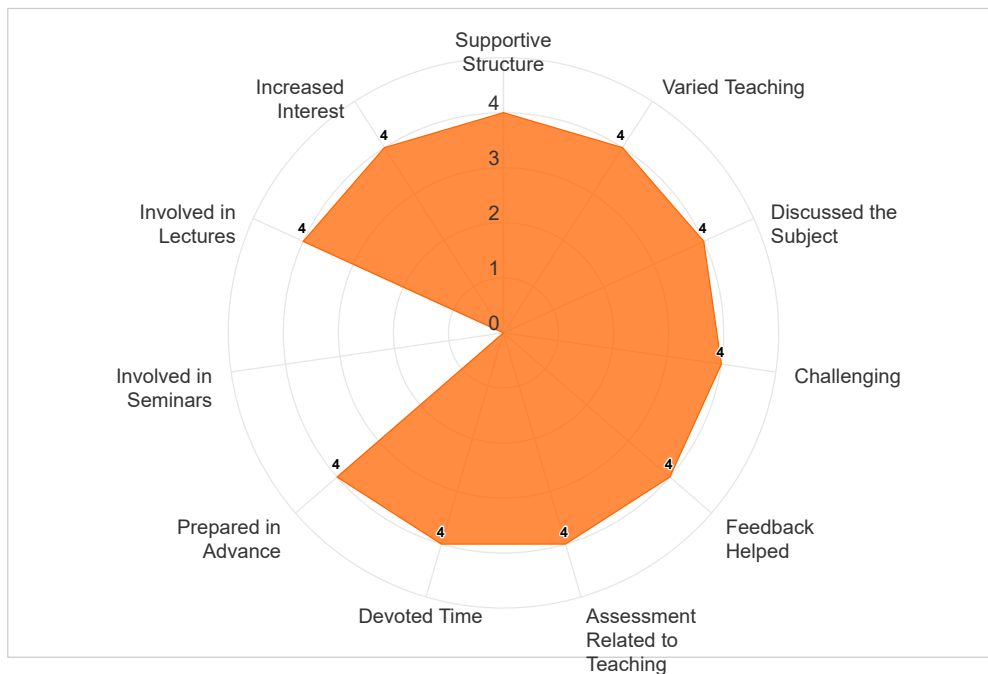 Supportive
Structure
Increased
Interest
Varied Teaching
4
4
4
3
Involved in
Lectures
4
2
4
Discussed the
Subject
1
0
4
Involved in
Seminars
Challenging
4
4
Prepared in
Advance
4
4
Feedback
Helped
Devoted Time
Assessment
Related to
Teaching